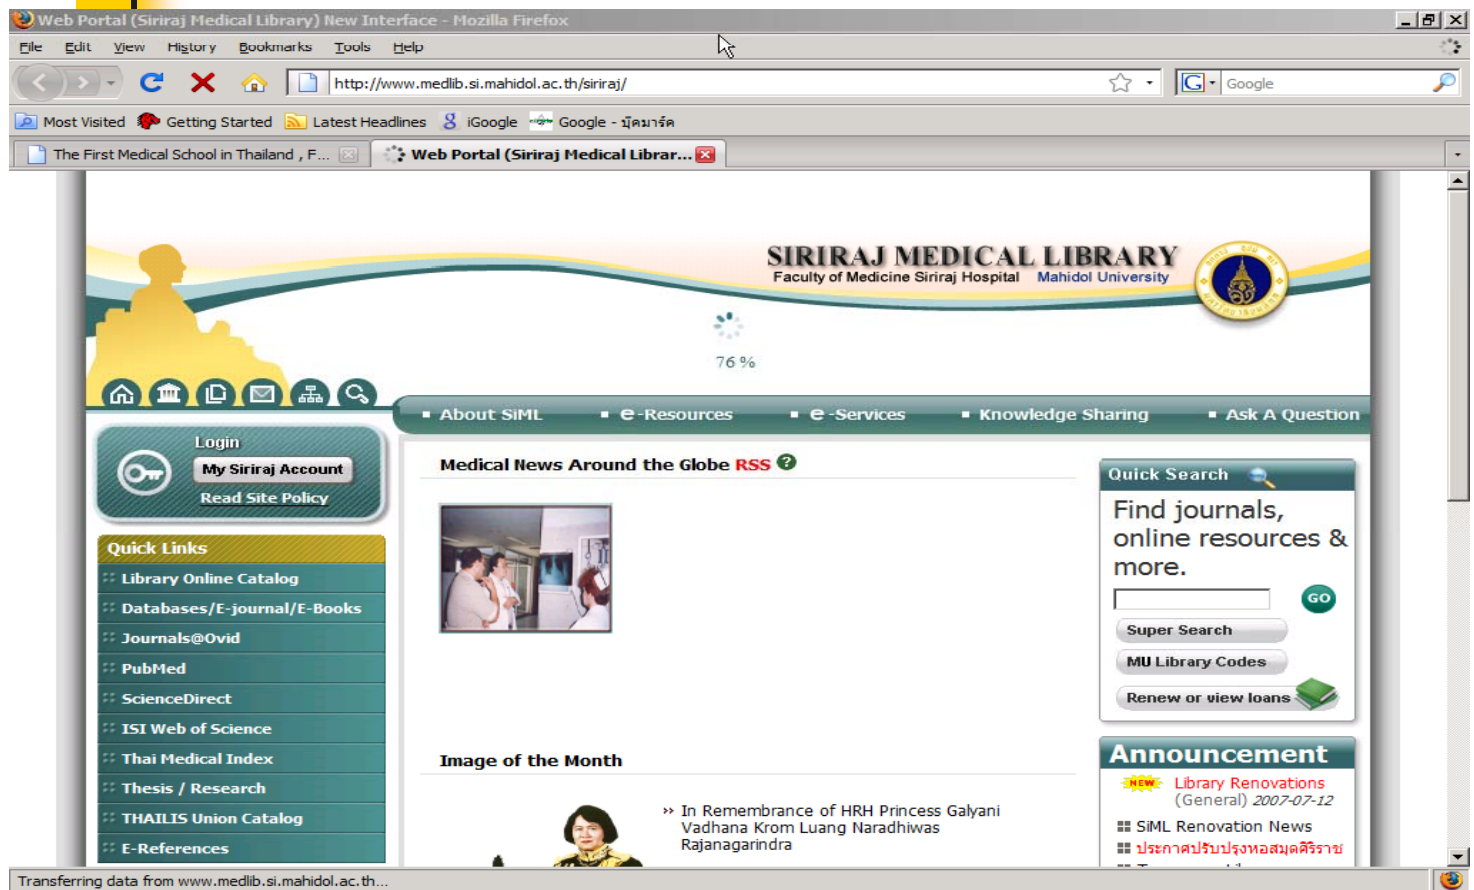 Web Portal (Siriraj Medical Library) New Interface - Mozilla Firefox
File Edit View History Bookmarks Tools Help
http://www.medlib.si.mahidol.ac.th/siriraj/
G Google
Most Visited Getting Started Latest Headlines iGoogle Google - บุ๊คมาร์ค
The First Medical School in Thailand , F... Web Portal (Siriraj Medical Librar...
SIRIRAJ MEDICAL LIBRARY
Faculty of Medicine Siriraj Hospital Mahidol University
76 %
About SiML e-Resources e-Services Knowledge Sharing Ask A Question
Login
My Siriraj Account
Read Site Policy
Quick Links
Library Online Catalog
Databases/E-journal/E-Books
Journals@Ovid
PubMed
ScienceDirect
ISI Web of Science
Thai Medical Index
Thesis / Research
THAILIS Union Catalog
E-References
Medical News Around the Globe RSS ?
Image of the Month
›› In Remembrance of HRH Princess Galyani
Vadhana Krom Luang Naradhiwas
Rajanagarindra
Quick Search
Find journals,
online resources &
more.
GO
Super Search
MU Library Codes
Renew or view loans
Announcement
NEW Library Renovations
(General) 2007-07-12
SiML Renovation News
ประกาศปรับปรุงหอสมุดศิริราช
Transferring data from www.medlib.si.mahidol.ac.th...